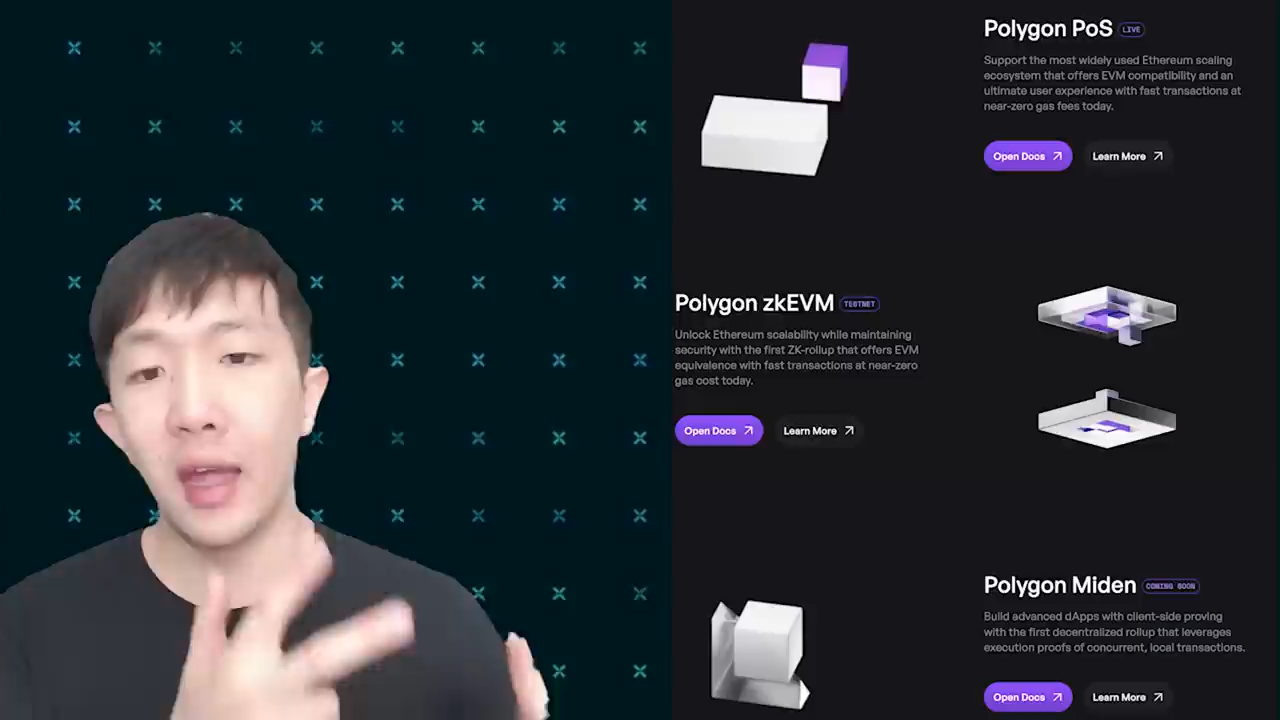 Polygon PoS LIVE
Support the most widely used Ethereum scaling
ecosystem that offers EVM compatibility and an
ultimate user experience with fast transactions at
near-zero gas fees today.
Open Docs Learn More
Polygon zkEVM TESTNET
Unlock Ethereum scalability while maintaining
security with the first ZK-rollup that offers EVM
equivalence with fast transactions at near-zero
gas cost today.
Open Docs Learn More
Polygon Miden COMING SOON
Build advanced dApps with client-side proving
with the first decentralized rollup that leverages
execution proofs of concurrent, local transactions.
Open Docs Learn More